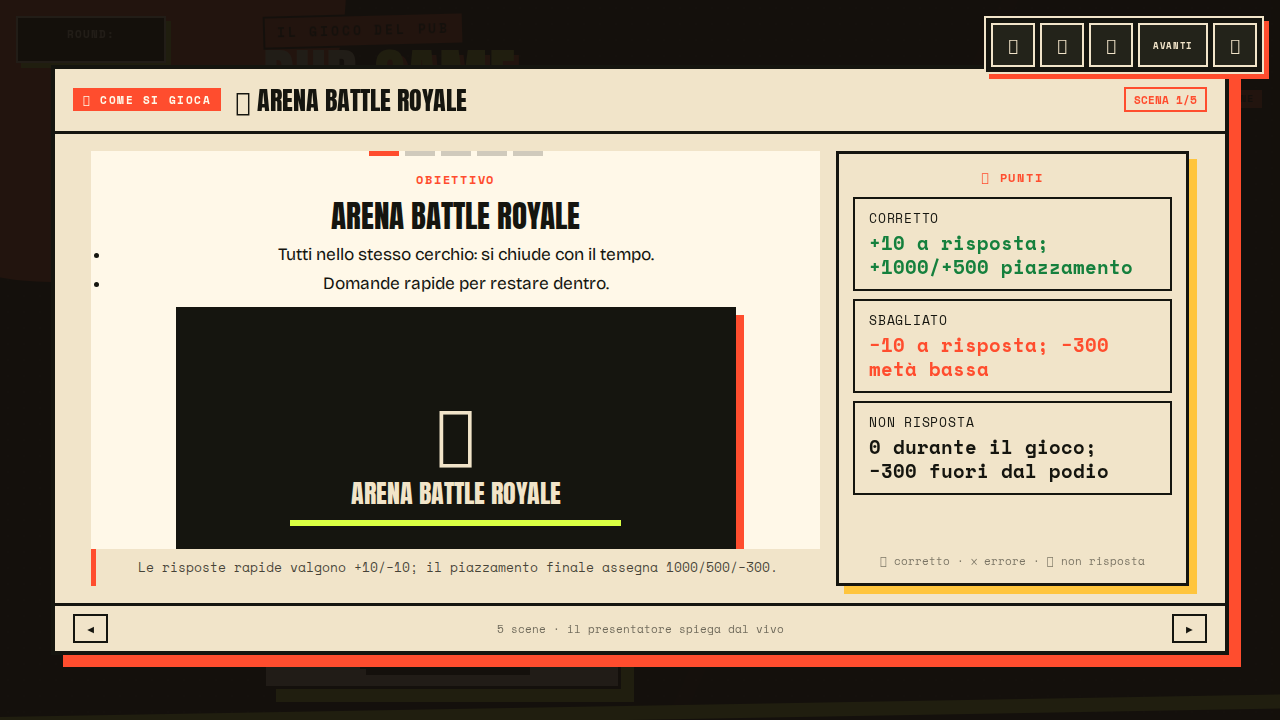 ROUND:
IL GIOCO DEL PUB
PUB GAME
AVANTI
COME SI GIOCA
ARENA BATTLE ROYALE
SCENA 1/5
OBIETTIVO
ARENA BATTLE ROYALE
• Tutti nello stesso cerchio: si chiude con il tempo.
• Domande rapide per restare dentro.
ARENA BATTLE ROYALE
Le risposte rapide valgono +10/-10; il piazzamento finale assegna 1000/500/-300.
PUNTI
CORRETTO
+10 a risposta;
+1000/+500 piazzamento
SBAGLIATO
-10 a risposta; -300
metà bassa
NON RISPOSTA
0 durante il gioco;
-300 fuori dal podio
corretto · × errore · non risposta
◄
5 scene · il presentatore spiega dal vivo
►